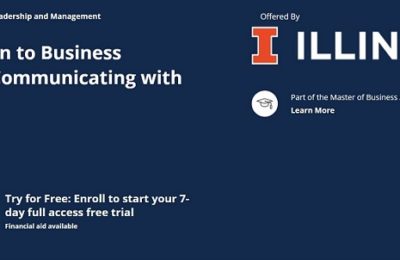 eadership and Management
n to Business
ommunicating with
Offered By
I ILLIN
Part of the Master of Business
Learn More
Try for Free: Enroll to start your 7-
day full access free trial
Financial aid available